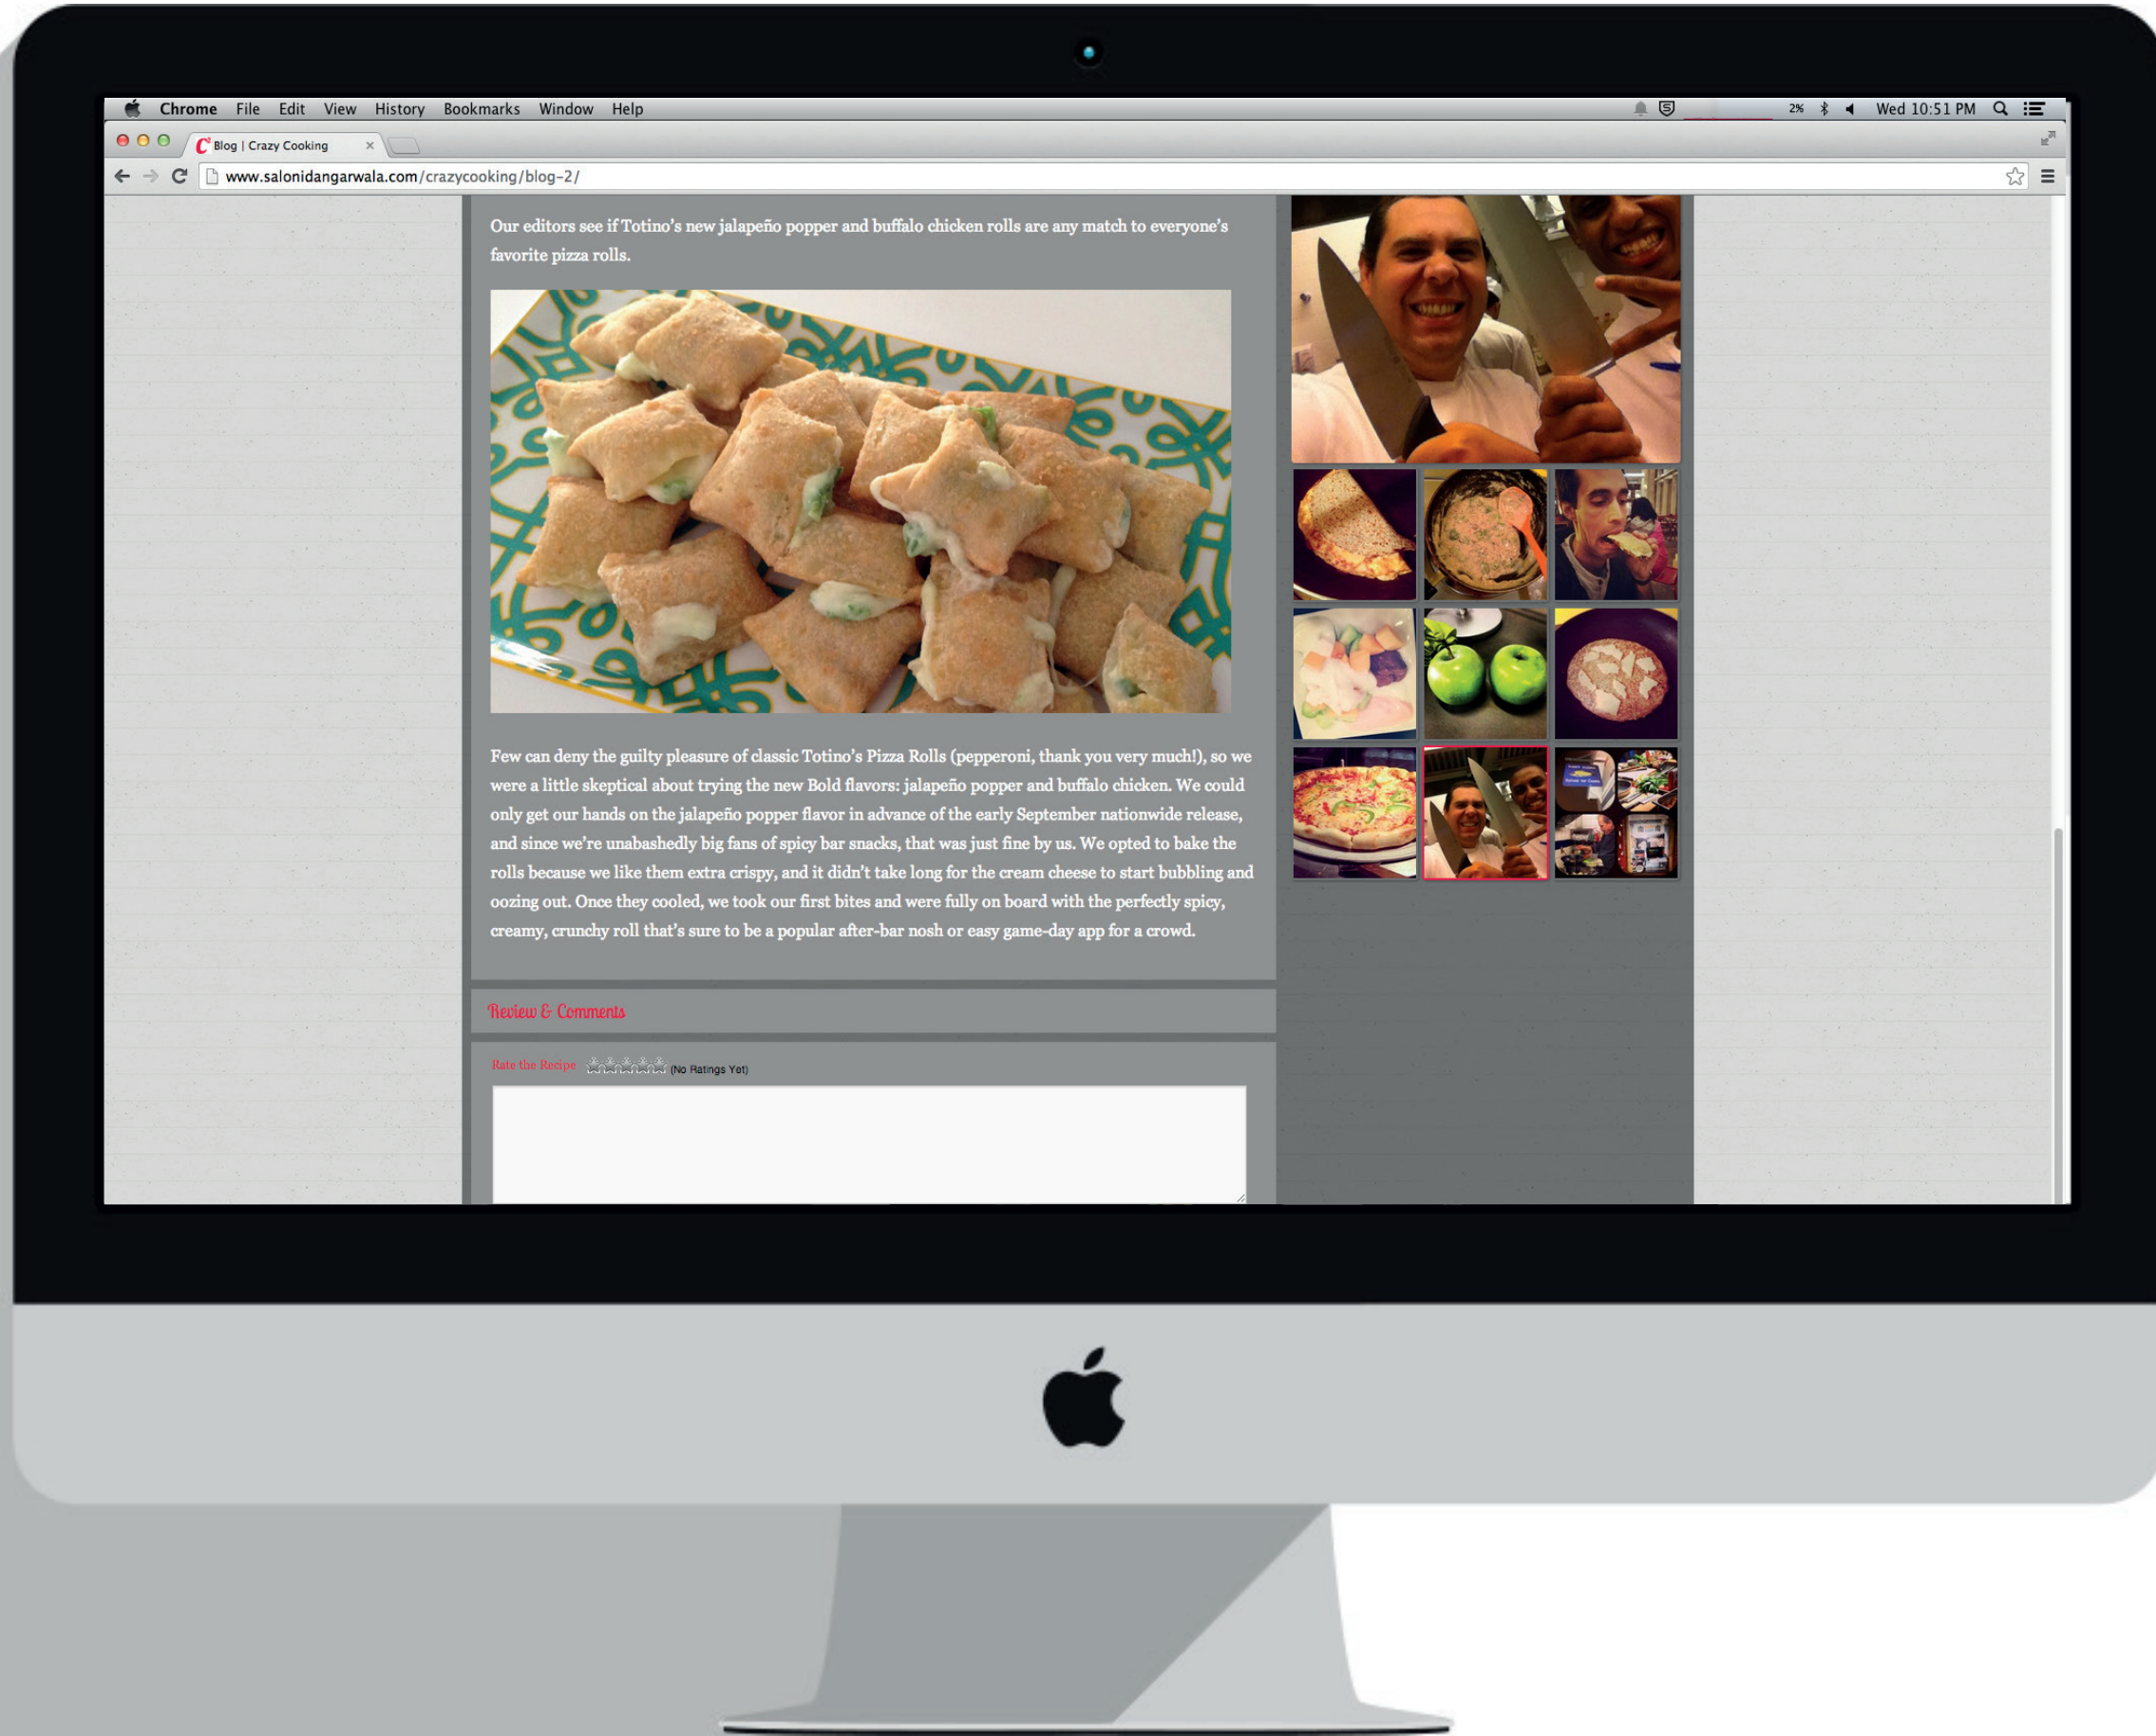 Chrome File Edit View History Bookmarks Window Help
2% Wed 10:51 PM
Blog | Crazy Cooking
www.salonidangarwala.com/crazycooking/blog-2/
Our editors see if Totino's new jalapeño popper and buffalo chicken rolls are any match to everyone's
favorite pizza rolls.
Few can deny the guilty pleasure of classic Totino's Pizza Rolls (pepperoni, thank you very much!), so we
were a little skeptical about trying the new Bold flavors: jalapeño popper and buffalo chicken. We could
only get our hands on the jalapeño popper flavor in advance of the early September nationwide release,
and since we're unabashedly big fans of spicy bar snacks, that was just fine by us. We opted to bake the
rolls because we like them extra crispy, and it didn't take long for the cream cheese to start bubbling and
oozing out. Once they cooled, we took our first bites and were fully on board with the perfectly spicy,
creamy, crunchy roll that's sure to be a popular after-bar nosh or easy game-day app for a crowd.
Review & Comments
Rate the Recipe (No Ratings Yet)